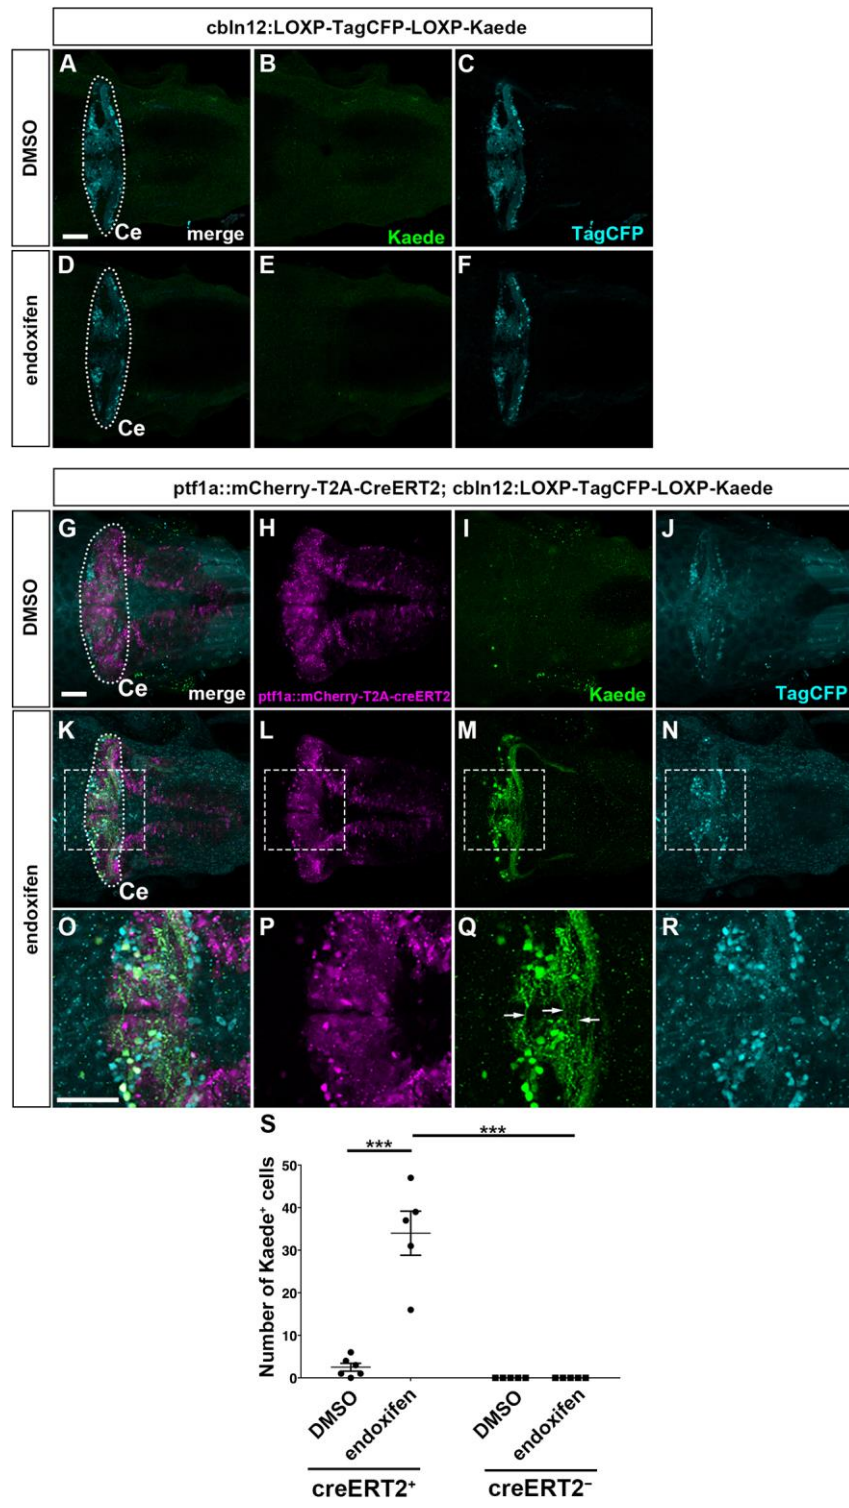 cbln12:LOXP-TagCFP-LOXP-Kaede
DMSO
A
B
C
Ce
merge
Kaede
TagCFP
endoxifen
D
E
F
Ce
ptf1a::mCherry-T2A-CreERT2; cbln12:LOXP-TagCFP-LOXP-Kaede
DMSO
G
H
I
J
Ce
merge
ptf1a::mCherry-T2A-creERT2
Kaede
TagCFP
endoxifen
K
L
M
N
Ce
O
P
Q
R
S
***
***
Number of Kaede⁺ cells
50
40
30
20
10
0
DMSO
endoxifen
DMSO
endoxifen
creERT2⁺
creERT2⁻